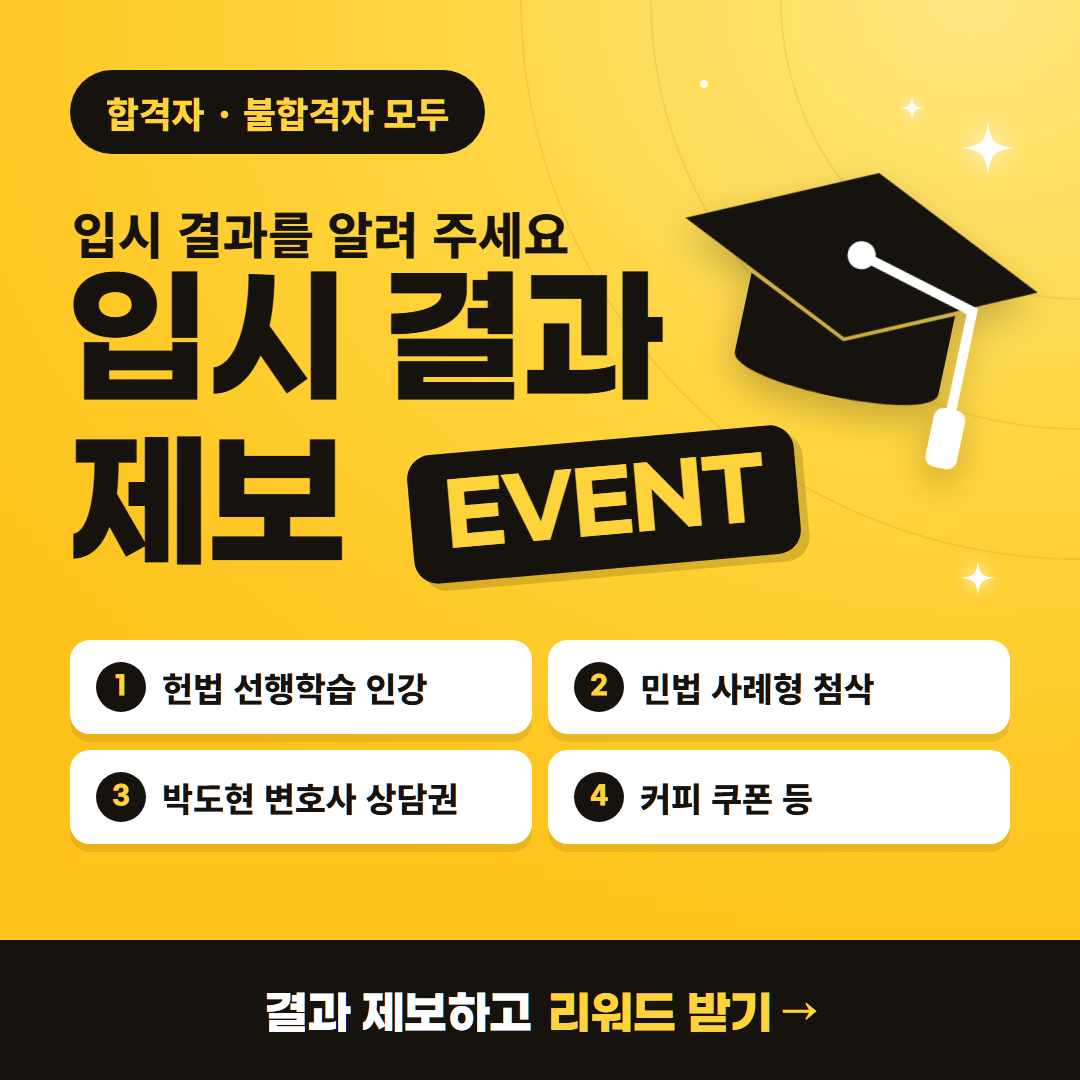 합격자 · 불합격자 모두
입시 결과를 알려 주세요
입시 결과
제보 EVENT
1 헌법 선행학습 인강
2 민법 사례형 첨삭
3 박도현 변호사 상담권
4 커피 쿠폰 등
결과 제보하고 리워드 받기 →